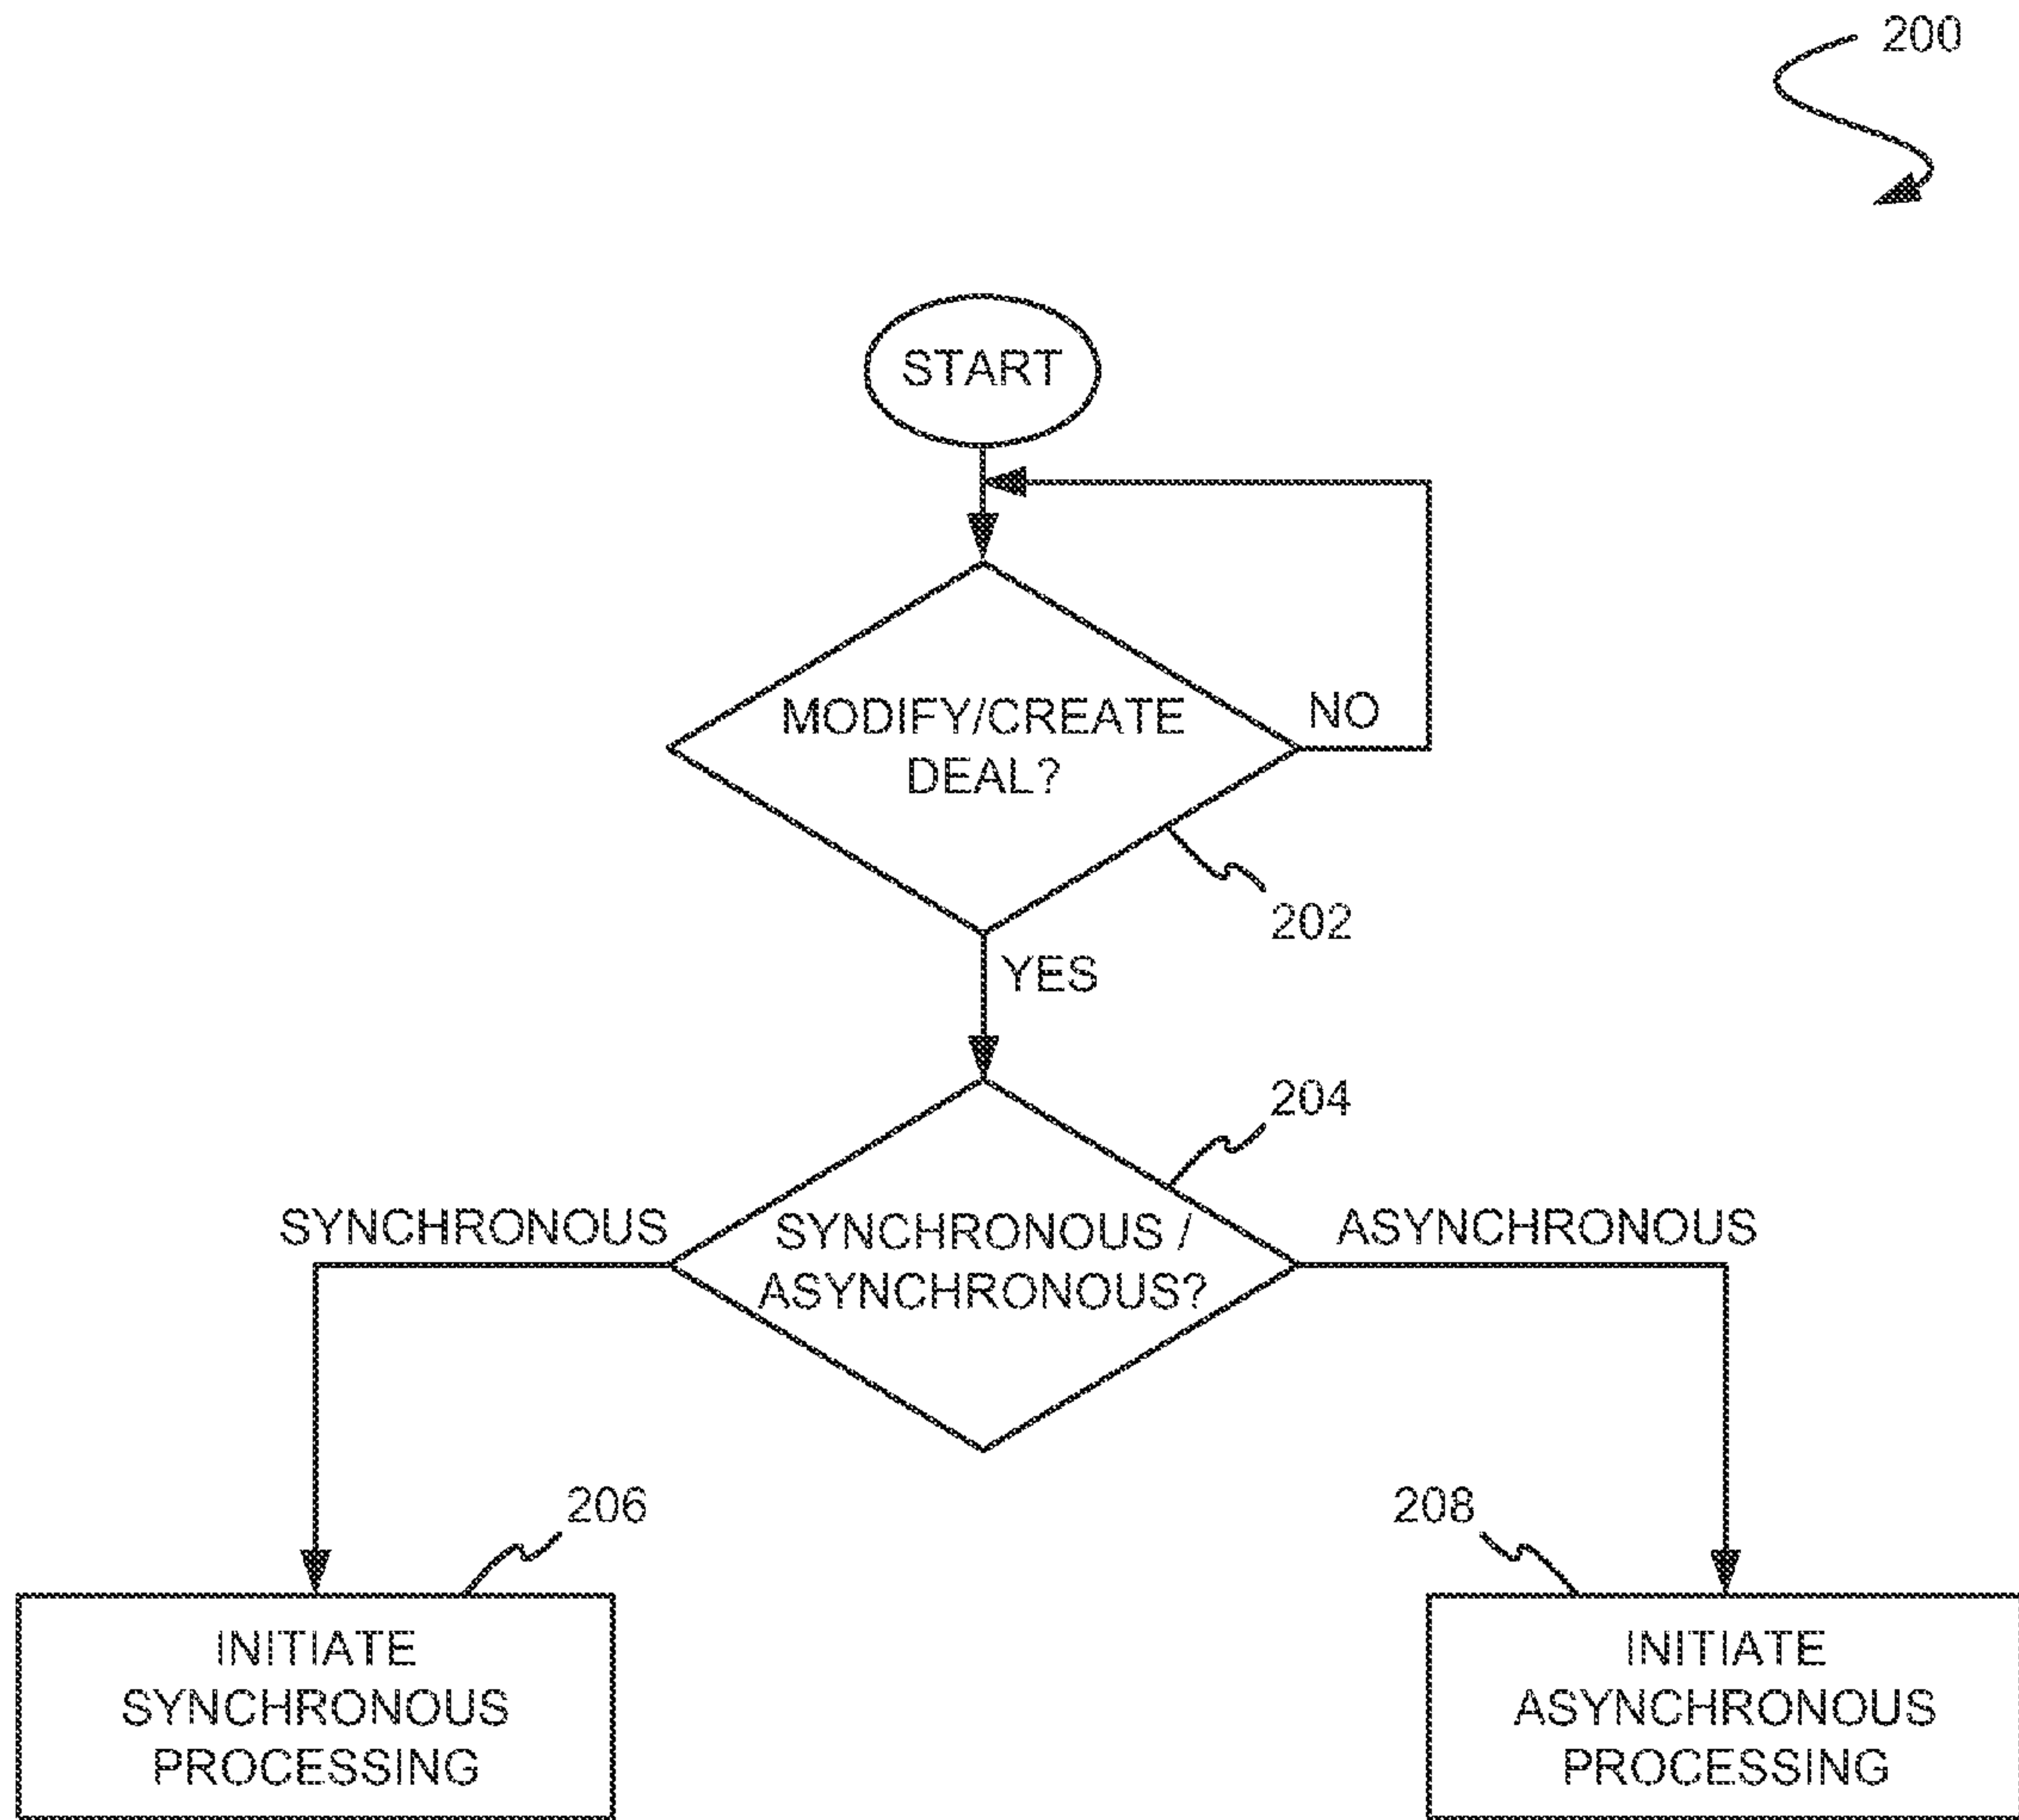 200
START
MODIFY/CREATE
DEAL?
NO
202
YES
204
SYNCHRONOUS
SYNCHRONOUS /
ASYNCHRONOUS?
ASYNCHRONOUS
206
208
INITIATE
SYNCHRONOUS
PROCESSING
INITIATE
ASYNCHRONOUS
PROCESSING